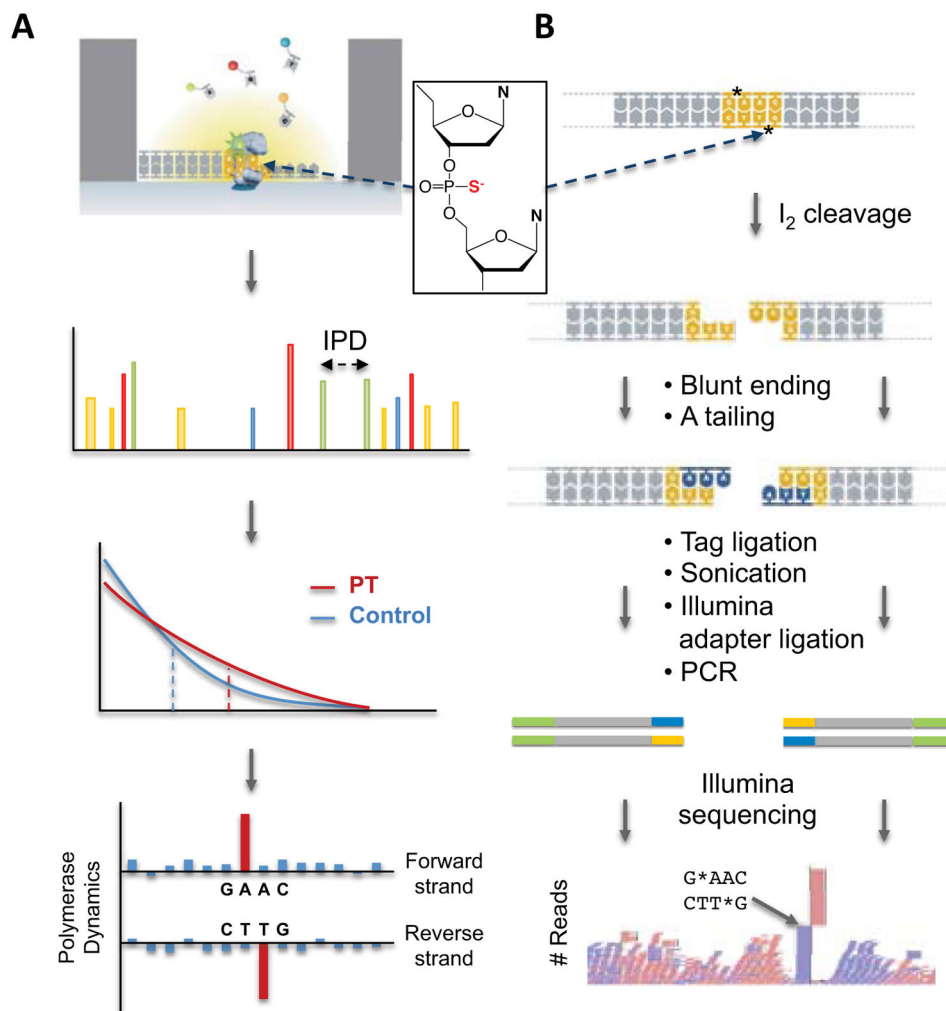 A
B
N
O
O
O=P-S-
O
O
N
*
*
I2 cleavage
IPD
• Blunt ending
• A tailing
• Tag ligation
• Sonication
• Illumina
adapter ligation
• PCR
PT
Control
Illumina
sequencing
Polymerase
Dynamics
G A A C
Forward
strand
C T T G
Reverse
strand
# Reads
G*AAC
CTT*G